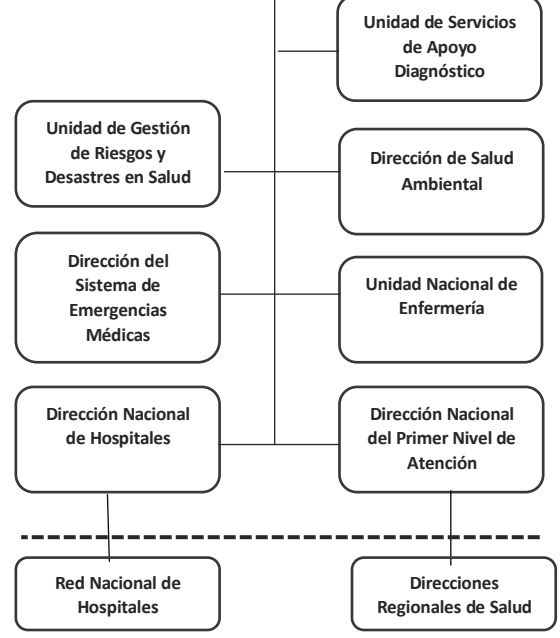 Unidad de Servicios
de Apoyo
Diagnóstico
Unidad de Gestión
de Riesgos y
Desastres en Salud
Dirección de Salud
Ambiental
Dirección del
Sistema de
Emergencias
Médicas
Unidad Nacional de
Enfermería
Dirección Nacional
de Hospitales
Dirección Nacional
del Primer Nivel de
Atención
Red Nacional de
Hospitales
Direcciones
Regionales de Salud